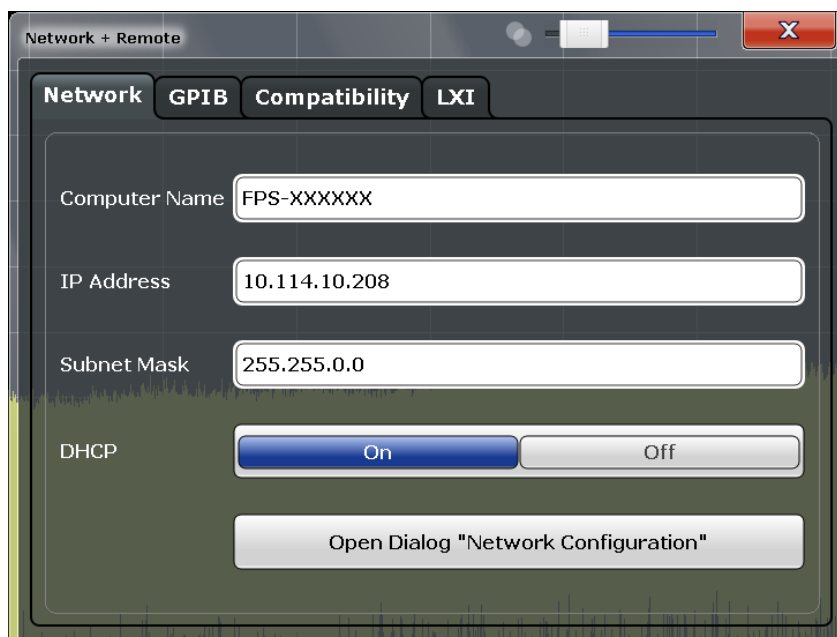 Network + Remote
X
Network GPIB Compatibility LXI
Computer Name FPS-XXXXXX
IP Address 10.114.10.208
Subnet Mask 255.255.0.0
DHCP On Off
Open Dialog "Network Configuration"